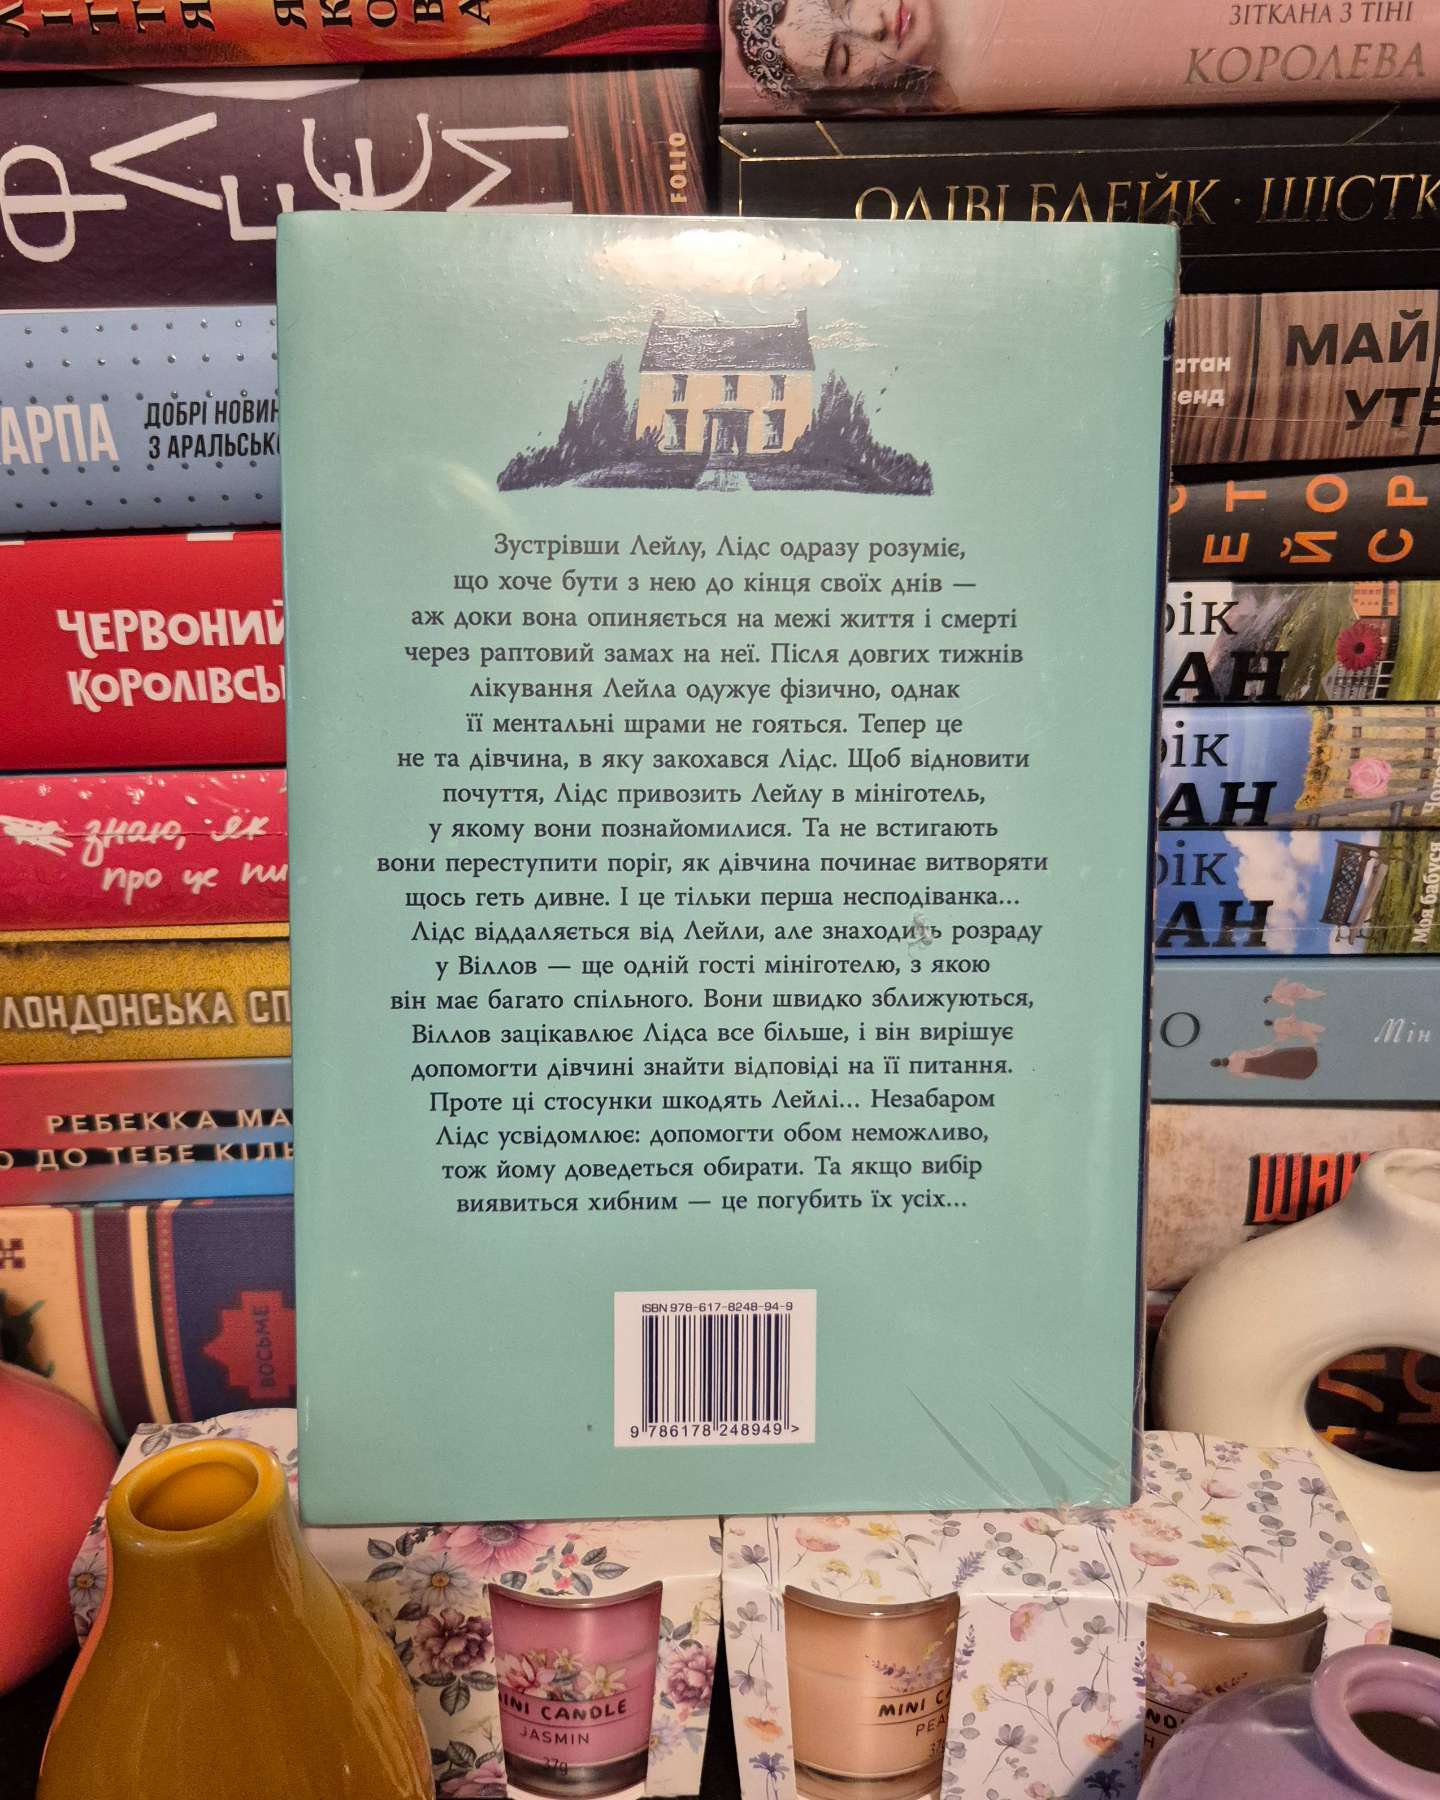 ЗІТКАНА З ТІНІ
КОРОЛЕВА
FOLIO
ОЛІВІ БЛЕЙК · ШІСТК
МАЙ
УТЕ
АРПА
ДОБРІ НОВИН
З АРАЛЬСЬКО
ЧЕРВОНИЙ
КОРОЛІВСЬ
знаю, як
про це пи
ЛОНДОНСЬКА СП
РЕБЕККА МА
О ДО ТЕБЕ КІЛЬ
ВОСЬМЕ
Моя бабуся
Мін
Зустрівши Лейлу, Лідс одразу розуміє,
що хоче бути з нею до кінця своїх днів —
аж доки вона опиняється на межі життя і смерті
через раптовий замах на неї. Після довгих тижнів
лікування Лейла одужує фізично, однак
її ментальні шрами не гояться. Тепер це
не та дівчина, в яку закохався Лідс. Щоб відновити
почуття, Лідс привозить Лейлу в мініготель,
у якому вони познайомилися. Та не встигають
вони переступити поріг, як дівчина починає витворяти
щось геть дивне. І це тільки перша несподіванка...
Лідс віддаляється від Лейли, але знаходить розраду
у Віллов — ще одній гості мініготелю, з якою
він має багато спільного. Вони швидко зближуються,
Віллов зацікавлює Лідса все більше, і він вирішує
допомогти дівчині знайти відповіді на її питання.
Проте ці стосунки шкодять Лейлі... Незабаром
Лідс усвідомлює: допомогти обом неможливо,
тож йому доведеться обирати. Та якщо вибір
виявиться хибним — це погубить їх усіх...
ISBN 978-617-8248-94-9
9 786178 248949 >
MINI CANDLE
JASMIN
37g
MINI CA
PEA